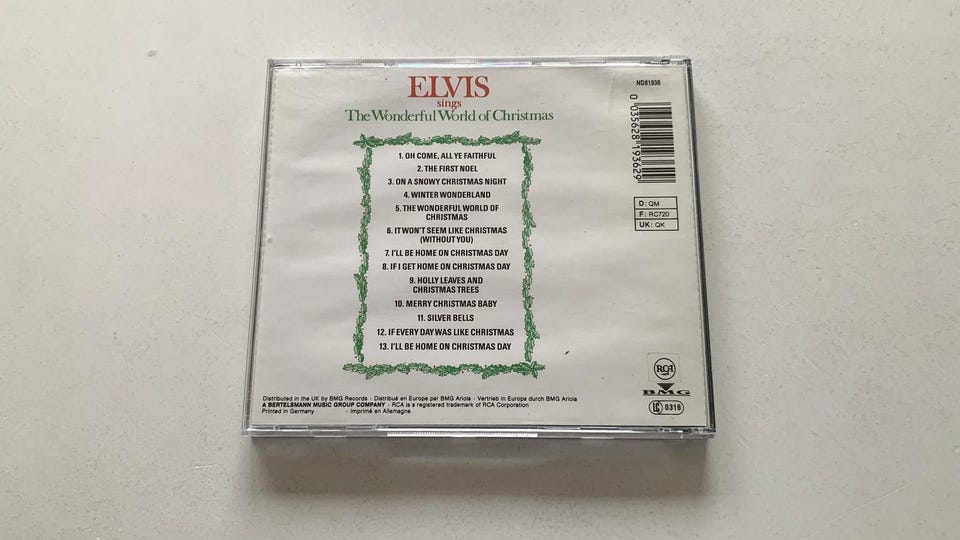 ELVIS
sings
The Wonderful World of Christmas
1. OH COME, ALL YE FAITHFUL
2. THE FIRST NOEL
3. ON A SNOWY CHRISTMAS NIGHT
4. WINTER WONDERLAND
5. THE WONDERFUL WORLD OF
CHRISTMAS
6. IT WON'T SEEM LIKE CHRISTMAS
(WITHOUT YOU)
7. I'LL BE HOME ON CHRISTMAS DAY
8. IF I GET HOME ON CHRISTMAS DAY
9. HOLLY LEAVES AND
CHRISTMAS TREES
10. MERRY CHRISTMAS BABY
11. SILVER BELLS
12. IF EVERY DAY WAS LIKE CHRISTMAS
13. I'LL BE HOME ON CHRISTMAS DAY
ND81936
0 035628 193629
D: QM
F: RC720
UK: QK
RCA
BMG
LC 0316
Distributed in the UK by BMG Records · Distribué en Europe par BMG Ariola · Vertrieb in Europa durch BMG Ariola
A BERTELSMANN MUSIC GROUP COMPANY · RCA is a registered trademark of RCA Corporation
Printed in Germany · Imprimé en Allemagne